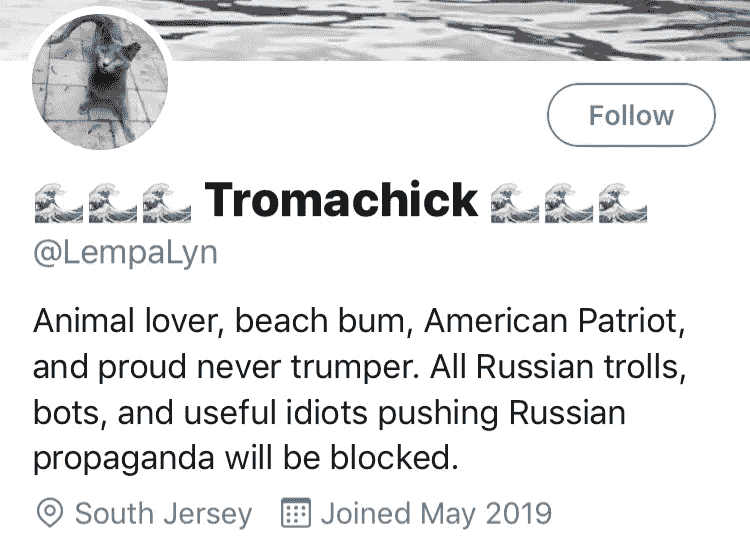 Follow
🌊🌊🌊 Tromachick 🌊🌊🌊
@LempaLyn
Animal lover, beach bum, American Patriot,
and proud never trumper. All Russian trolls,
bots, and useful idiots pushing Russian
propaganda will be blocked.
South Jersey Joined May 2019